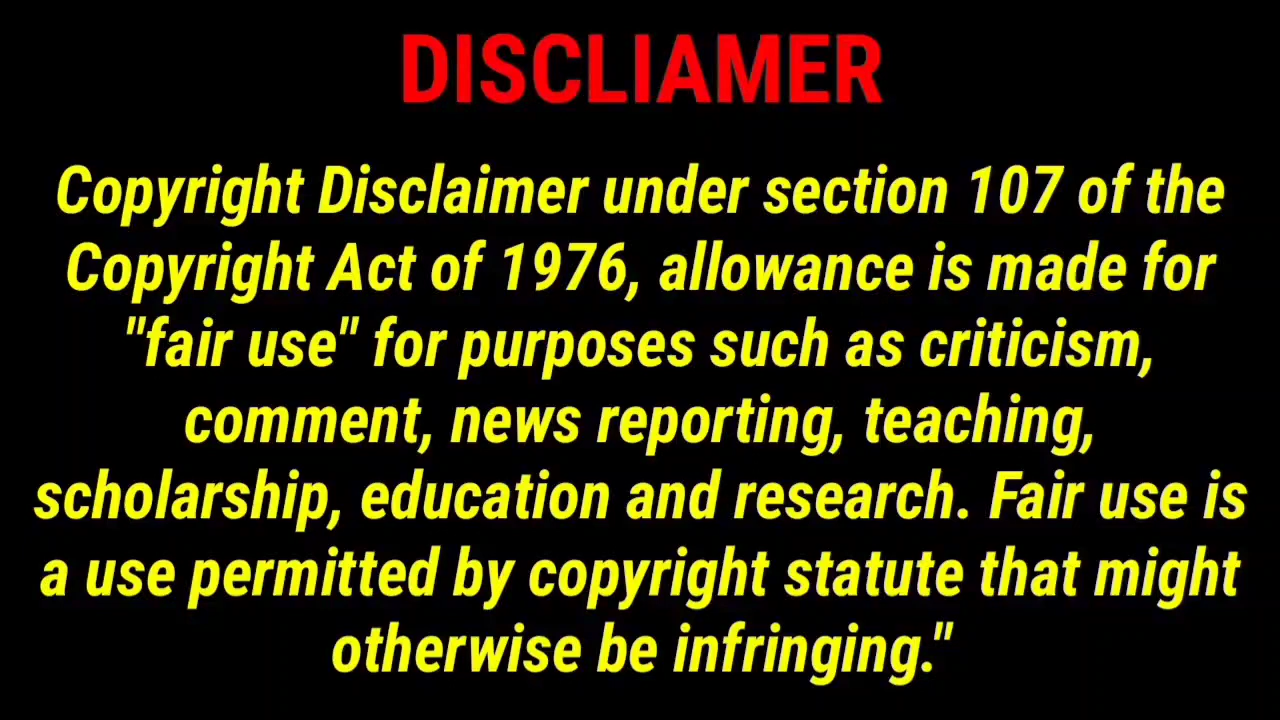 DISCLIAMER
Copyright Disclaimer under section 107 of the
Copyright Act of 1976, allowance is made for
"fair use" for purposes such as criticism,
comment, news reporting, teaching,
scholarship, education and research. Fair use is
a use permitted by copyright statute that might
otherwise be infringing."